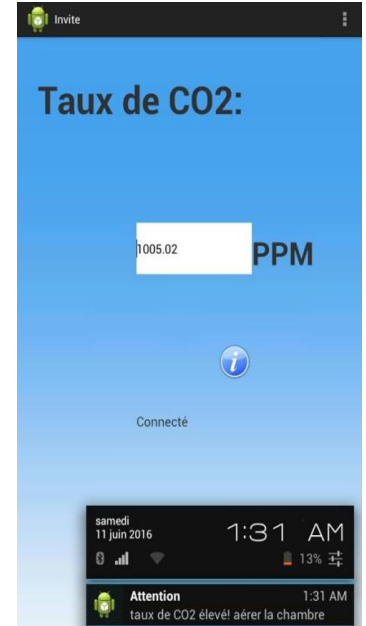 Invite
Taux de CO2:
1005.02 PPM
Connecté
samedi
11 juin 2016
1:31 AM
13%
Attention 1:31 AM
taux de CO2 élevé! aérer la chambre